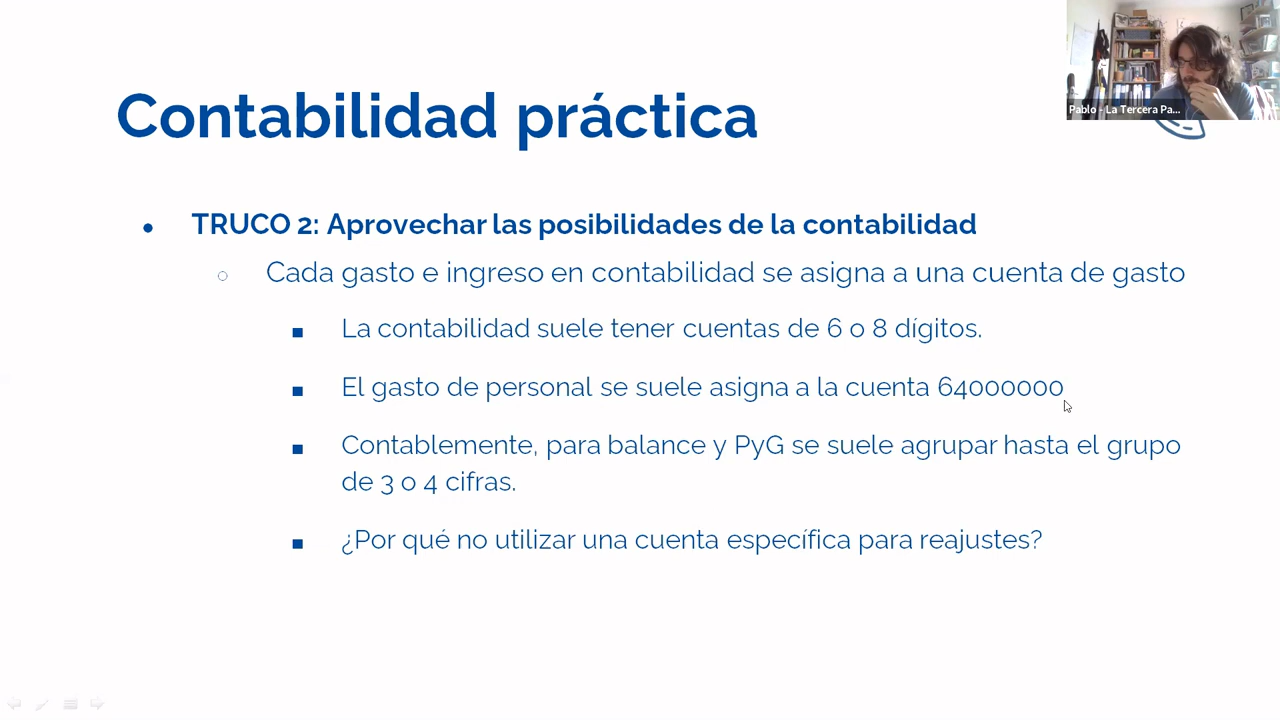 Contabilidad práctica
Pablo - La Tercera Pa...
TRUCO 2: Aprovechar las posibilidades de la contabilidad
Cada gasto e ingreso en contabilidad se asigna a una cuenta de gasto
La contabilidad suele tener cuentas de 6 o 8 dígitos.
El gasto de personal se suele asigna a la cuenta 64000000
Contablemente, para balance y PyG se suele agrupar hasta el grupo
de 3 o 4 cifras.
¿Por qué no utilizar una cuenta específica para reajustes?